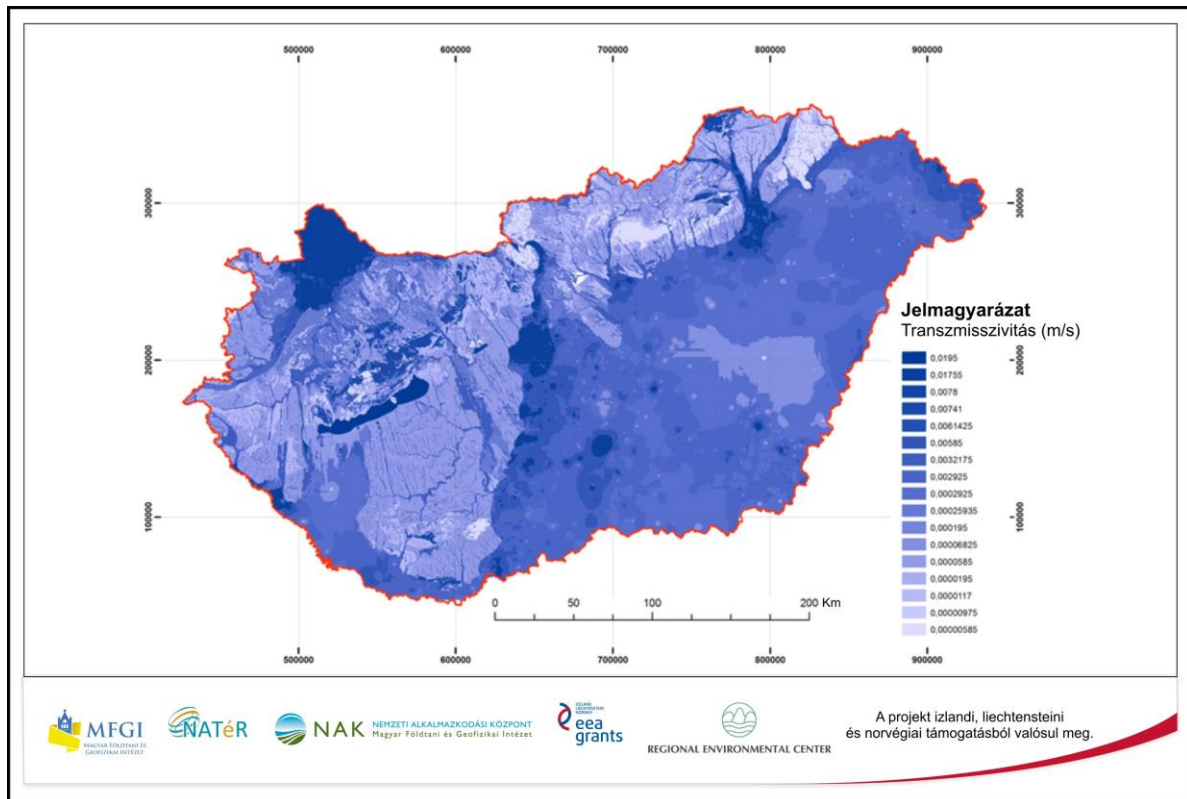 500000 600000 700000 800000 900000
300000 300000
200000 200000
100000 100000
Jelmagyarázat
Transzmisszivitás (m/s)
0,0195
0,01755
0,0078
0,00741
0,0061425
0,00585
0,0032175
0,002925
0,0002925
0,00025935
0,000195
0,00006825
0,0000585
0,0000195
0,0000117
0,00000975
0,00000585
0 50 100 200 Km
500000 600000 700000 800000 900000
MFGI
MAGYAR FÖLDTANI ÉS
GEOFIZIKAI INTÉZET
NATéR
NAK
NEMZETI ALKALMAZKODÁSI KÖZPONT
Magyar Földtani és Geofizikai Intézet
ICELAND
LIECHTENSTEIN
NORWAY
eea
grants
REGIONAL ENVIRONMENTAL CENTER
A projekt izlandi, liechtensteini
és norvégiai támogatásból valósul meg.